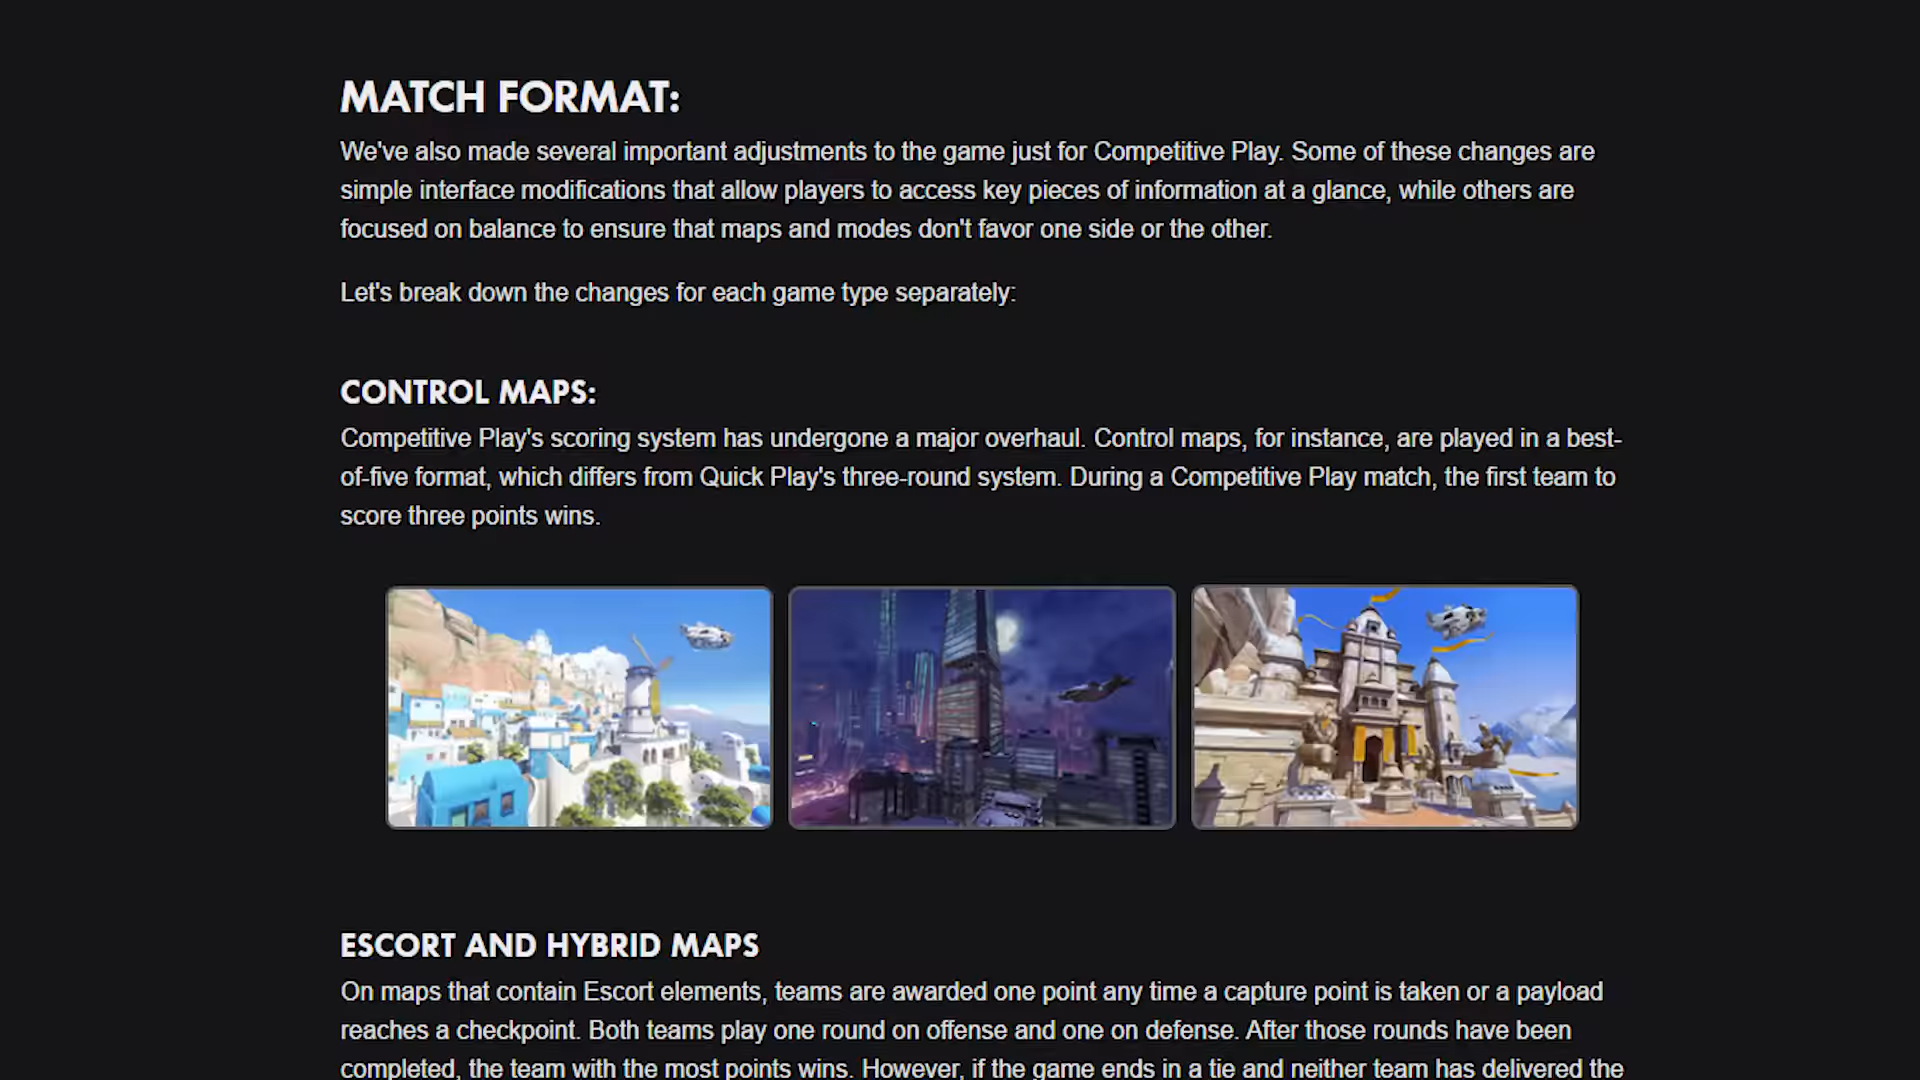 MATCH FORMAT:
We've also made several important adjustments to the game just for Competitive Play. Some of these changes are
simple interface modifications that allow players to access key pieces of information at a glance, while others are
focused on balance to ensure that maps and modes don't favor one side or the other.
Let's break down the changes for each game type separately:
CONTROL MAPS:
Competitive Play's scoring system has undergone a major overhaul. Control maps, for instance, are played in a best-
of-five format, which differs from Quick Play's three-round system. During a Competitive Play match, the first team to
score three points wins.
ESCORT AND HYBRID MAPS
On maps that contain Escort elements, teams are awarded one point any time a capture point is taken or a payload
reaches a checkpoint. Both teams play one round on offense and one on defense. After those rounds have been
completed, the team with the most points wins. However, if the game ends in a tie and neither team has delivered the